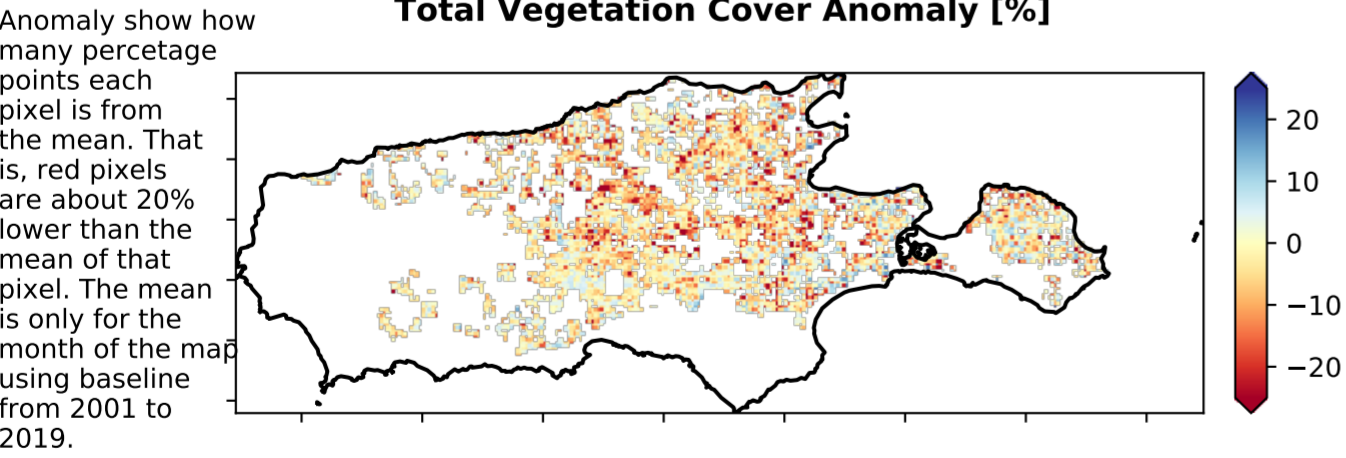 Total Vegetation Cover Anomaly [%]
Anomaly show how
many percetage
points each
pixel is from
the mean. That
is, red pixels
are about 20%
lower than the
mean of that
pixel. The mean
is only for the
month of the map
using baseline
from 2001 to
2019.
20
10
0
−10
−20